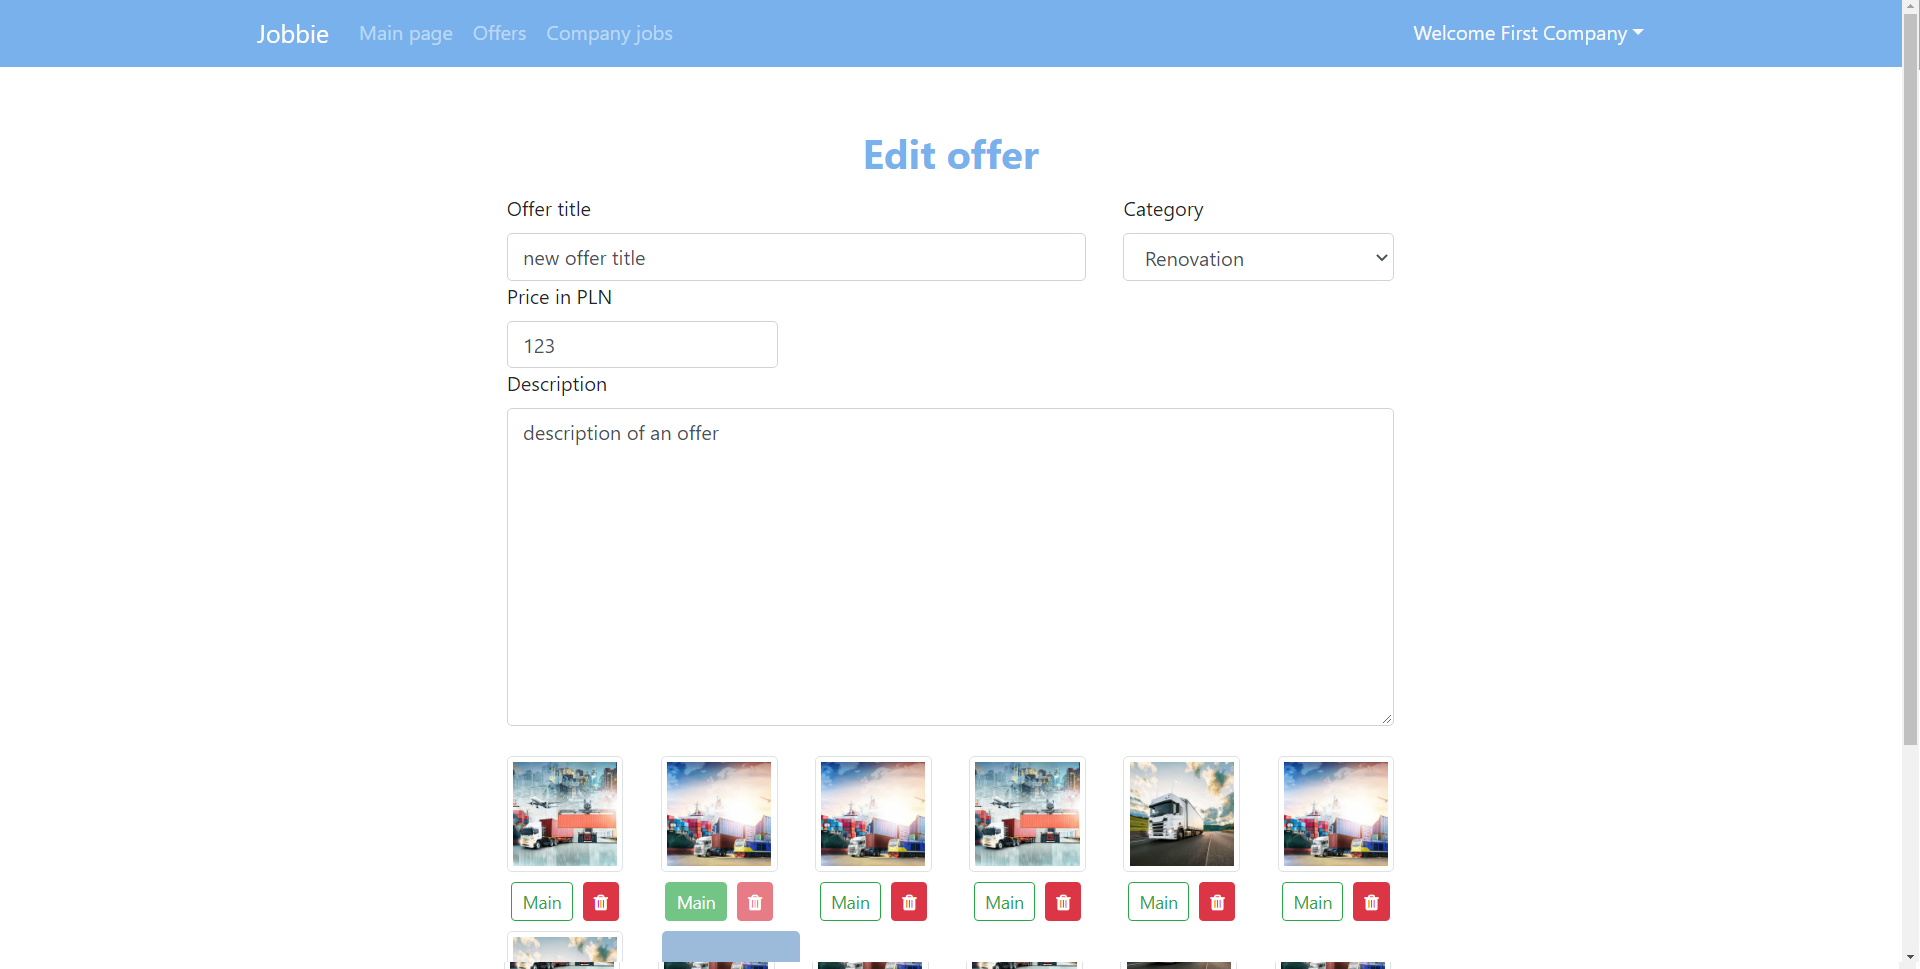 Jobbie Main page Offers Company jobs Welcome First Company
Edit offer
Offer title Category
new offer title Renovation
Price in PLN
123
Description
description of an offer
Main Main Main Main Main Main